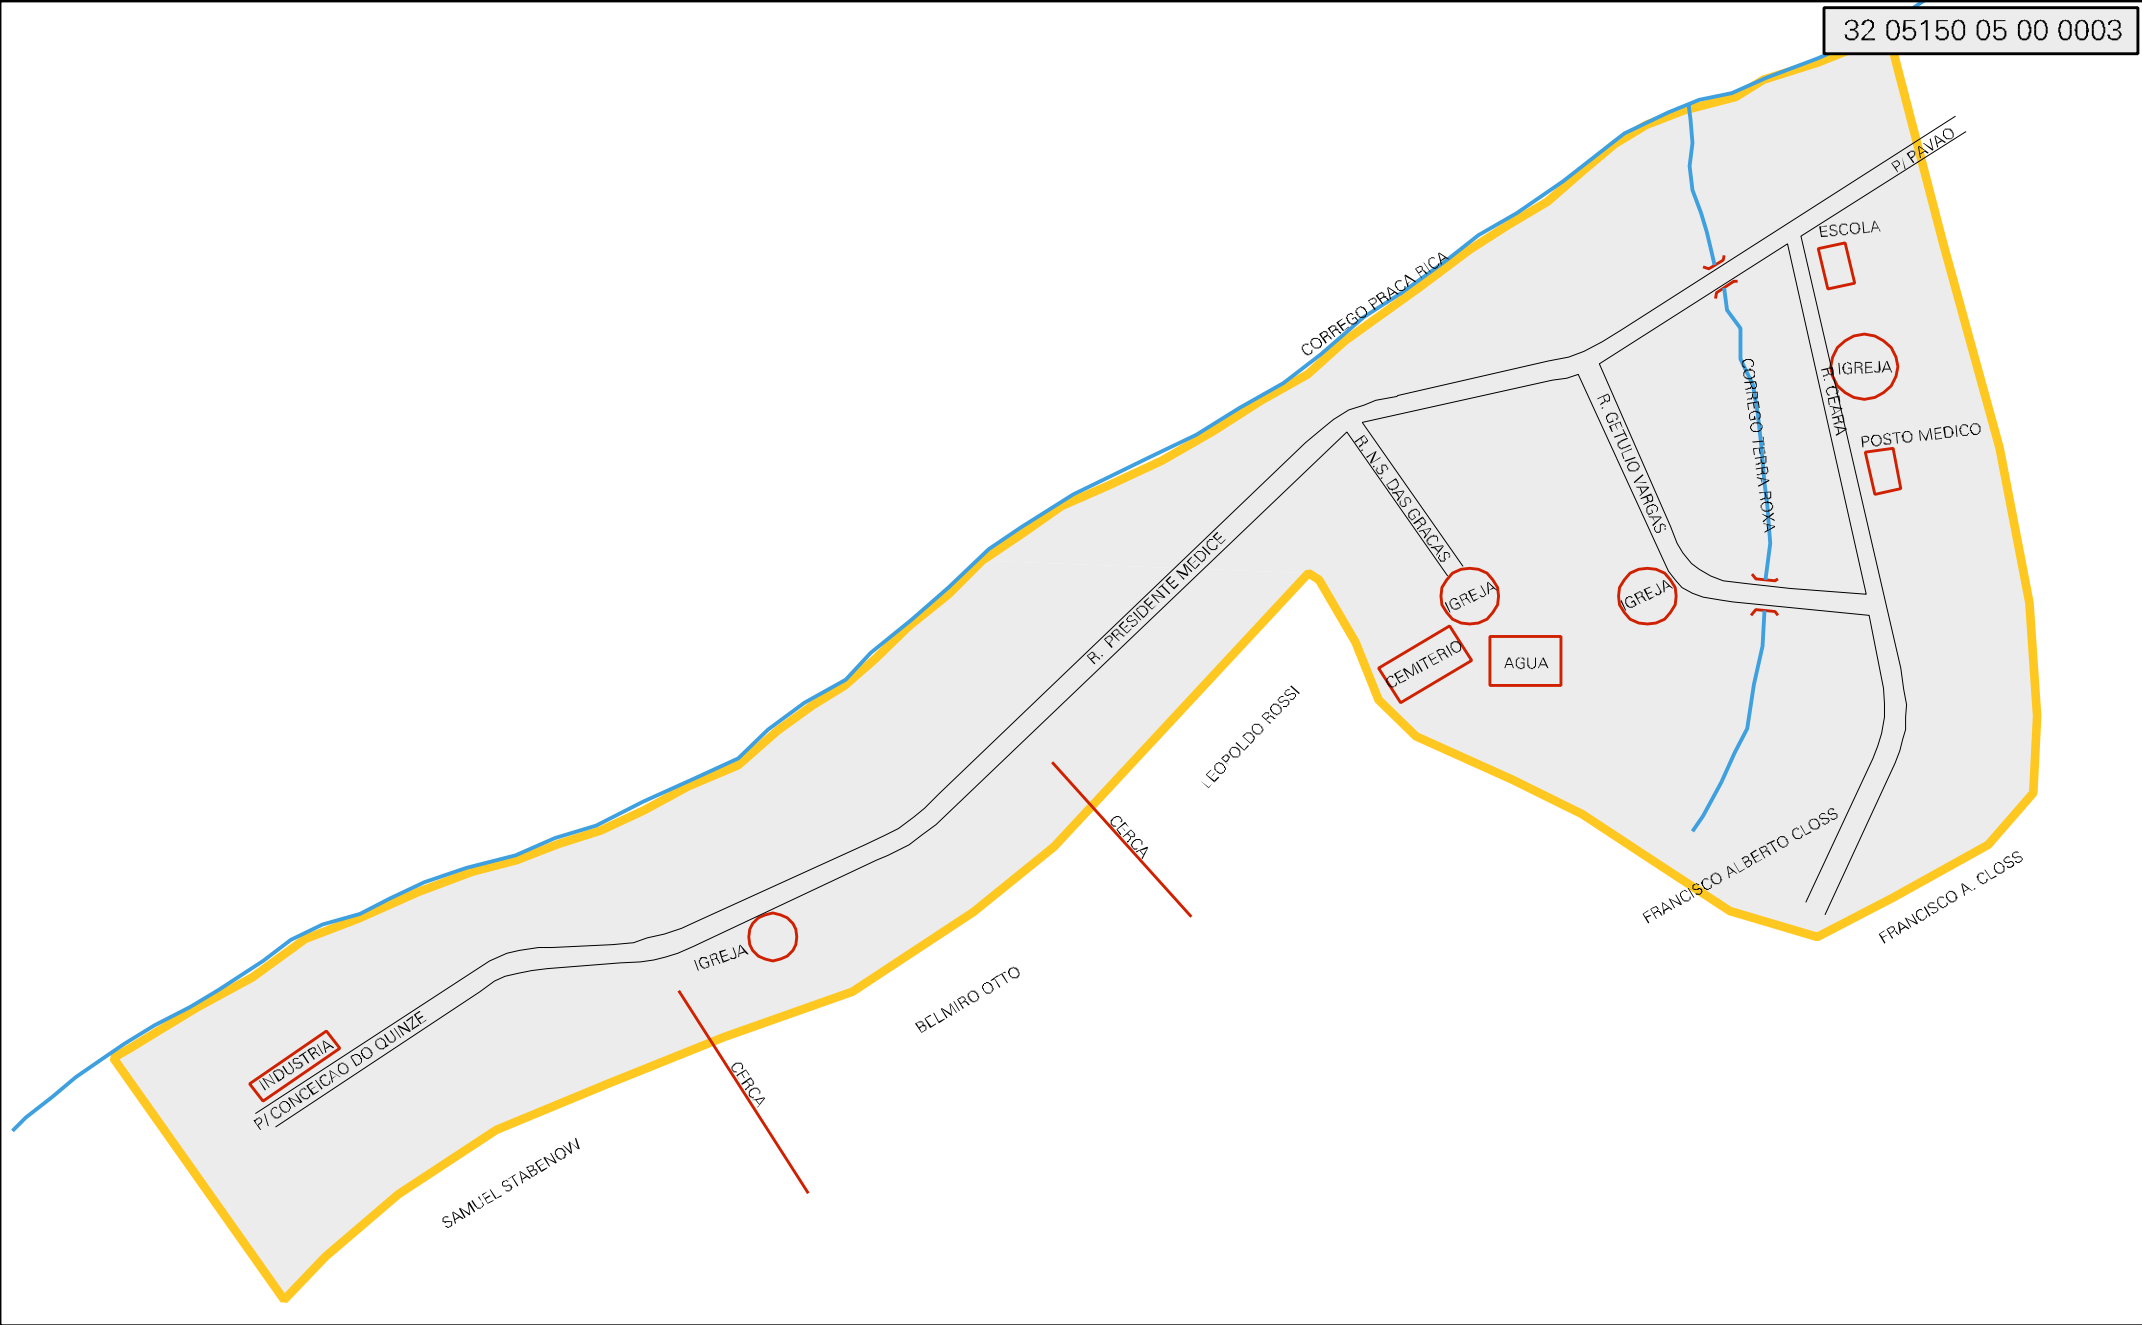 32 05150 05 00 0003
P/ PAVAO
ESCOLA
CORREGO PRACA RICA
IGREJA
R. CEARA
CORREGO TERRA ROXA
POSTO MEDICO
R. GETULIO VARGAS
R. N.S. DAS GRACAS
R. PRESIDENTE MEDICE
IGREJA
IGREJA
CEMITERIO
AGUA
LEOPOLDO ROSSI
CERCA
FRANCISCO ALBERTO CLOSS
FRANCISCO A. CLOSS
IGREJA
BELMIRO OTTO
INDUSTRIA
P/ CONCEICAO DO QUINZE
CERCA
SAMUEL STABENOW